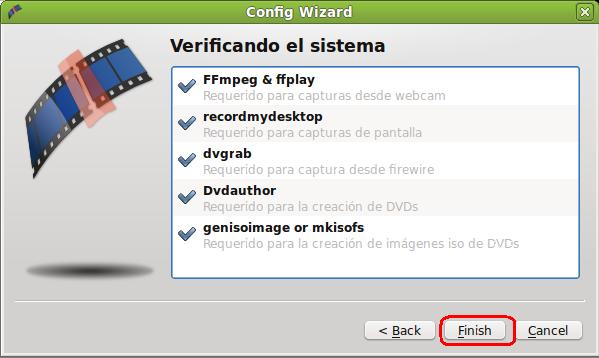 Config Wizard
Verificando el sistema
FFmpeg & ffplay
Requerido para capturas desde webcam
recordmydesktop
Requerido para capturas de pantalla
dvgrab
Requerido para captura desde firewire
Dvdauthor
Requerido para la creación de DVDs
genisoimage or mkisofs
Requerido para la creación de imágenes iso de DVDs
< Back
Finish
Cancel